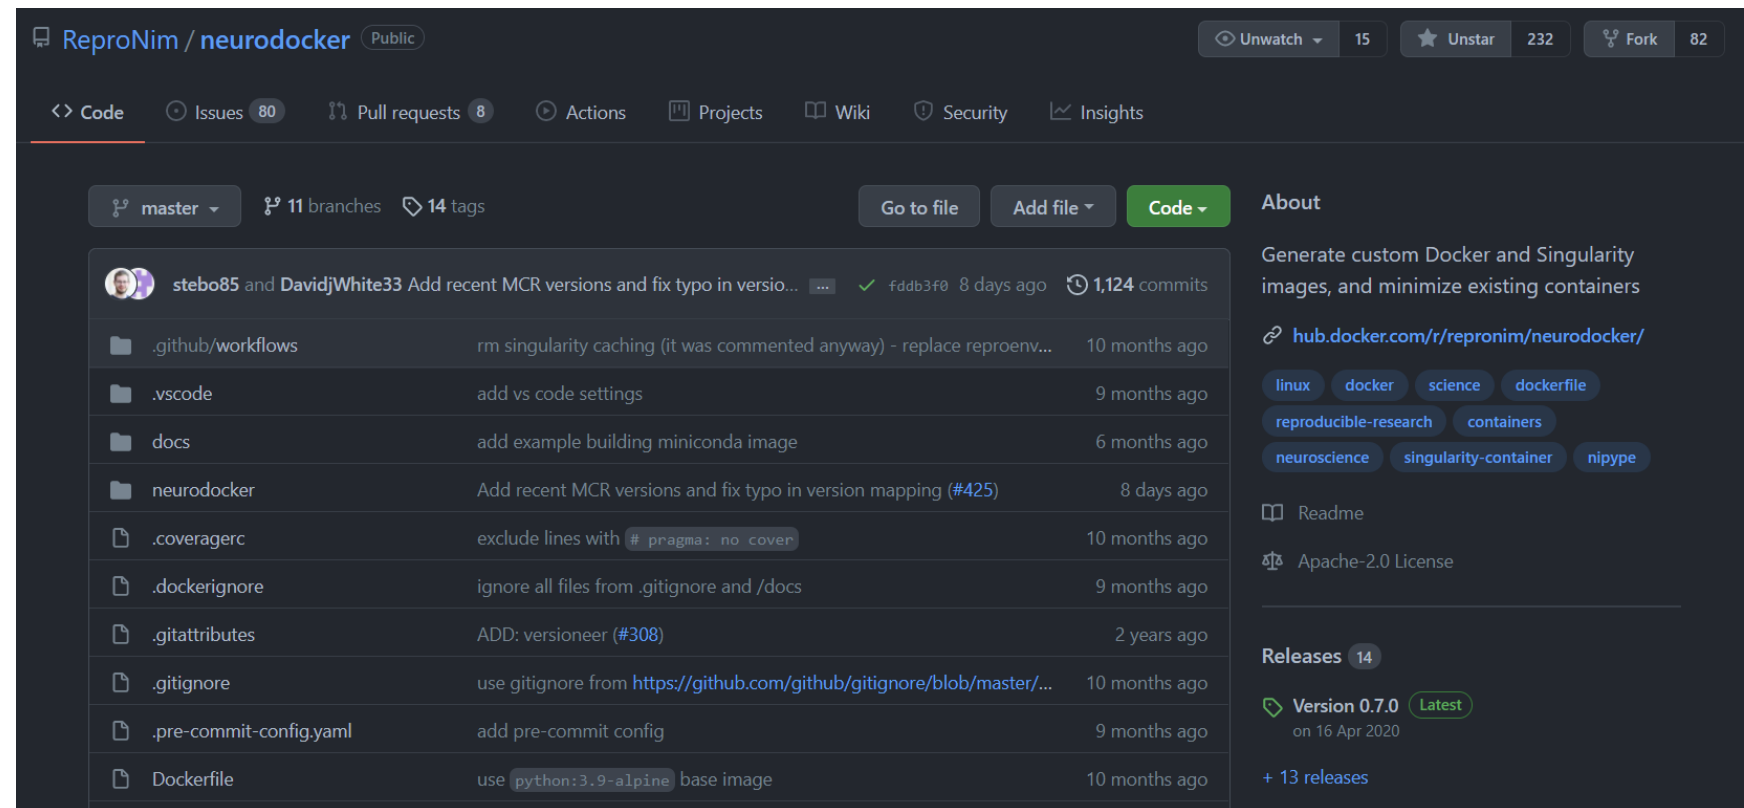 ReproNim / neurodocker Public Unwatch 15 Unstar 232 Fork 82
Code Issues 80 Pull requests 8 Actions Projects Wiki Security Insights
master 11 branches 14 tags Go to file Add file Code
stebo85 and DavidjWhite33 Add recent MCR versions and fix typo in versio... ... fddb3f0 8 days ago 1,124 commits
.github/workflows rm singularity caching (it was commented anyway) - replace reproenv... 10 months ago
.vscode add vs code settings 9 months ago
docs add example building miniconda image 6 months ago
neurodocker Add recent MCR versions and fix typo in version mapping (#425) 8 days ago
.coveragerc exclude lines with # pragma: no cover 10 months ago
.dockerignore ignore all files from .gitignore and /docs 9 months ago
.gitattributes ADD: versioneer (#308) 2 years ago
.gitignore use gitignore from https://github.com/github/gitignore/blob/master/... 10 months ago
.pre-commit-config.yaml add pre-commit config 9 months ago
Dockerfile use python:3.9-alpine base image 10 months ago
About
Generate custom Docker and Singularity
images, and minimize existing containers
hub.docker.com/r/repronim/neurodocker/
linux docker science dockerfile
reproducible-research containers
neuroscience singularity-container nipype
Readme
Apache-2.0 License
Releases 14
Version 0.7.0 Latest
on 16 Apr 2020
+ 13 releases